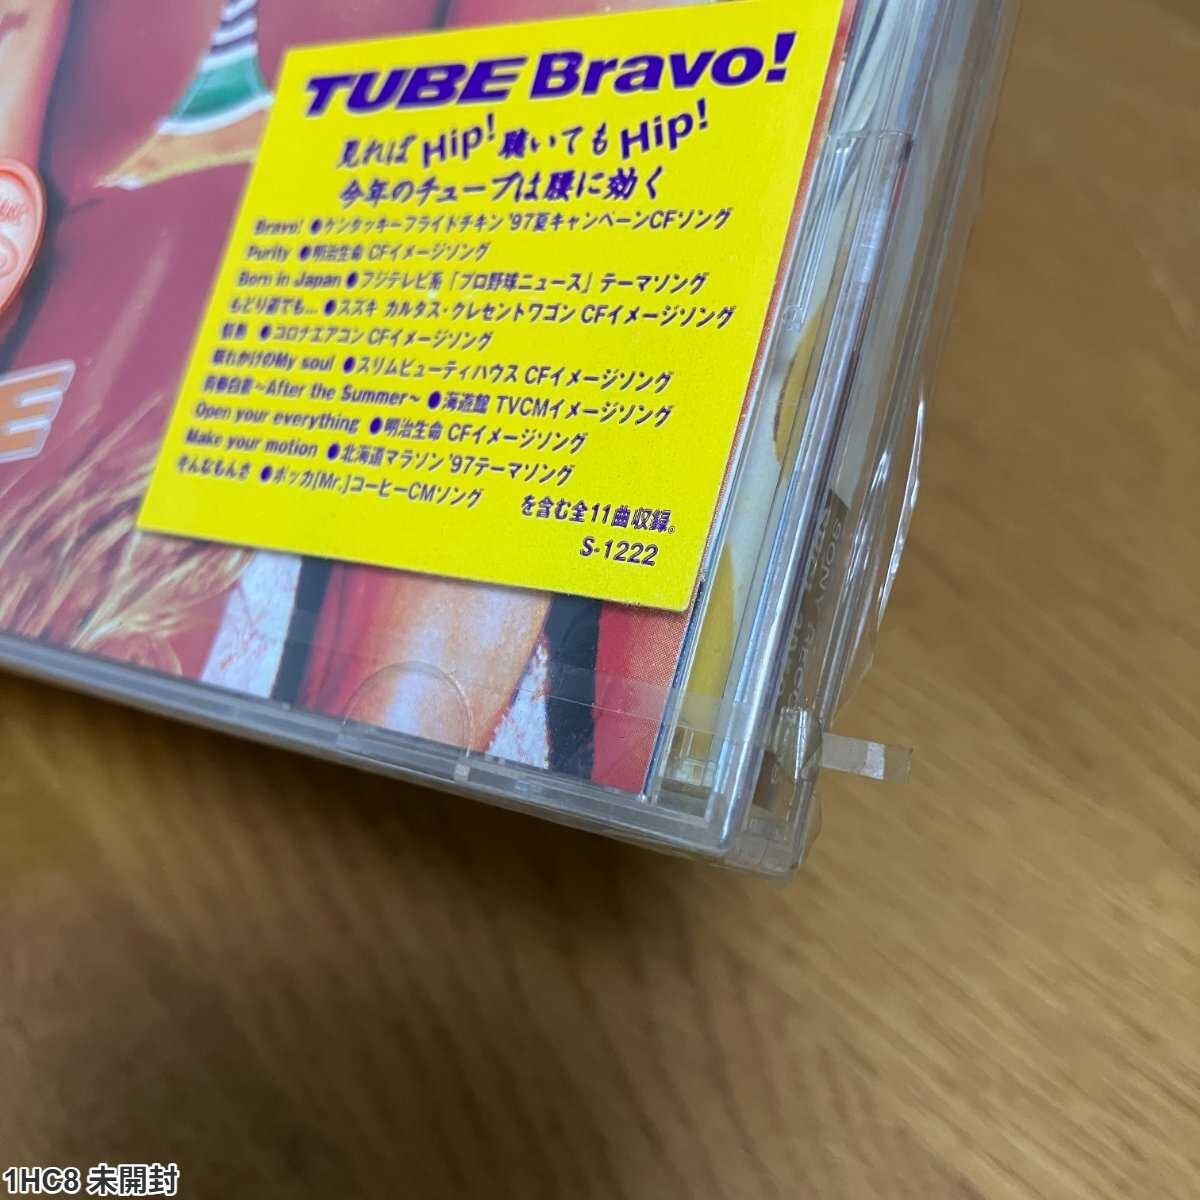 TUBE Bravo!
見ればHip!聴いてもHip!
今年のチューブは腰に効く
Bravo! ●ケンタッキーフライドチキン'97夏キャンペーンCFソング
Purity ●明治生命 CFイメージソング
Born in Japan ●フジテレビ系「プロ野球ニュース」テーマソング
もどり道でも… ●スズキ カルタス・クレセントワゴン CFイメージソング
●コロナエアコン CFイメージソング
眠れかけのMy soul ●スリムビューティハウス CFイメージソング
～After the Summer～ ●海遊館 TVCMイメージソング
Open your everything ●明治生命 CFイメージソング
Make your motion ●北海道マラソン'97テーマソング
そんなもんさ ●ポッカ[Mr.]コーヒーCMソング
を含む全11曲収録。
S-1222
SONY RECORDS
1HC8 未開封